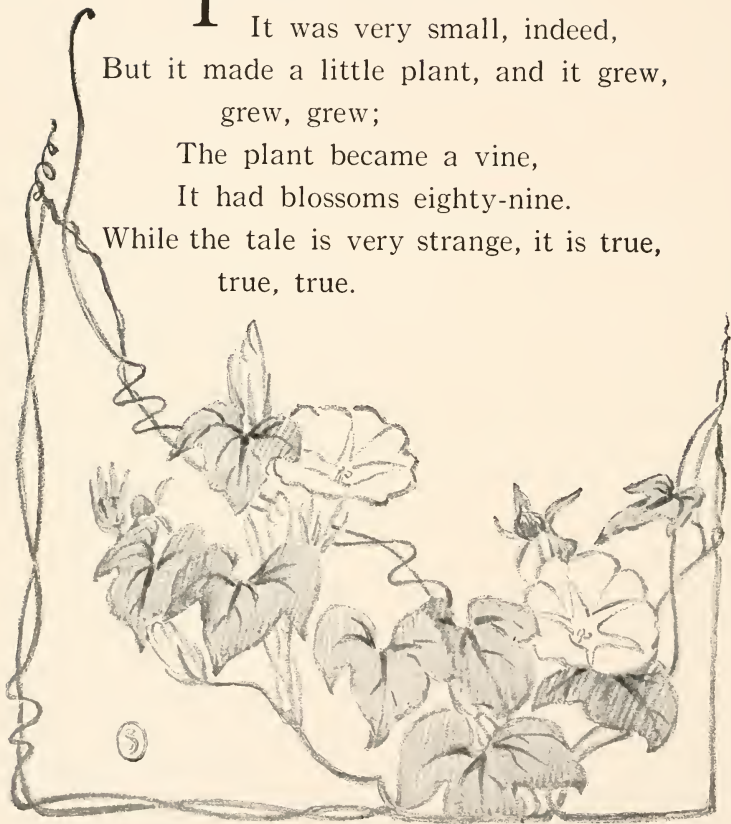 It was very small, indeed,
But it made a little plant, and it grew,
grew, grew;
The plant became a vine,
It had blossoms eighty-nine.
While the tale is very strange, it is true,
true, true.